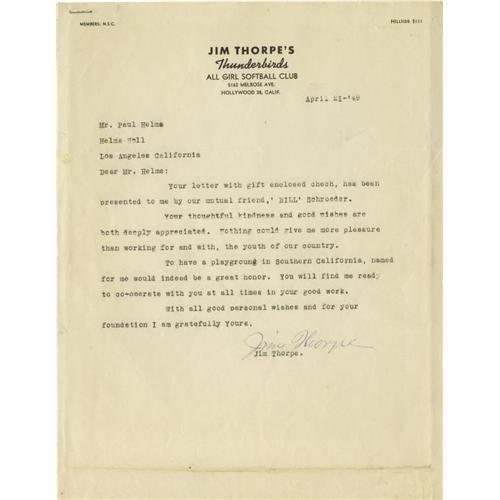 Thunderbirds
MEMBERS: N.S.C.
HILLSIDE 2111
JIM THORPE'S
Thunderbirds
ALL GIRL SOFTBALL CLUB
5162 MELROSE AVE.
HOLLYWOOD 38, CALIF.
April 21-'49
Mr. Paul Helms
Helms Hall
Los Angeles California
Dear Mr. Helms:
Your letter with gift enclosed check, has been
presented to me by our mutual friend,' BILL' Schroeder.
Your thoughtful kindness and good wishes are
both deeply appreciated. Nothing could give me more pleasure
than working for and with, the youth of our country.
To have a playground in Southern California, named
for me would indeed be a great honor. You will find me ready
to co-operate with you at all times in your good work.
With all good personal wishes and for your
foundation I am gratefully Yours.
Jim Thorpe
Jim Thorpe.